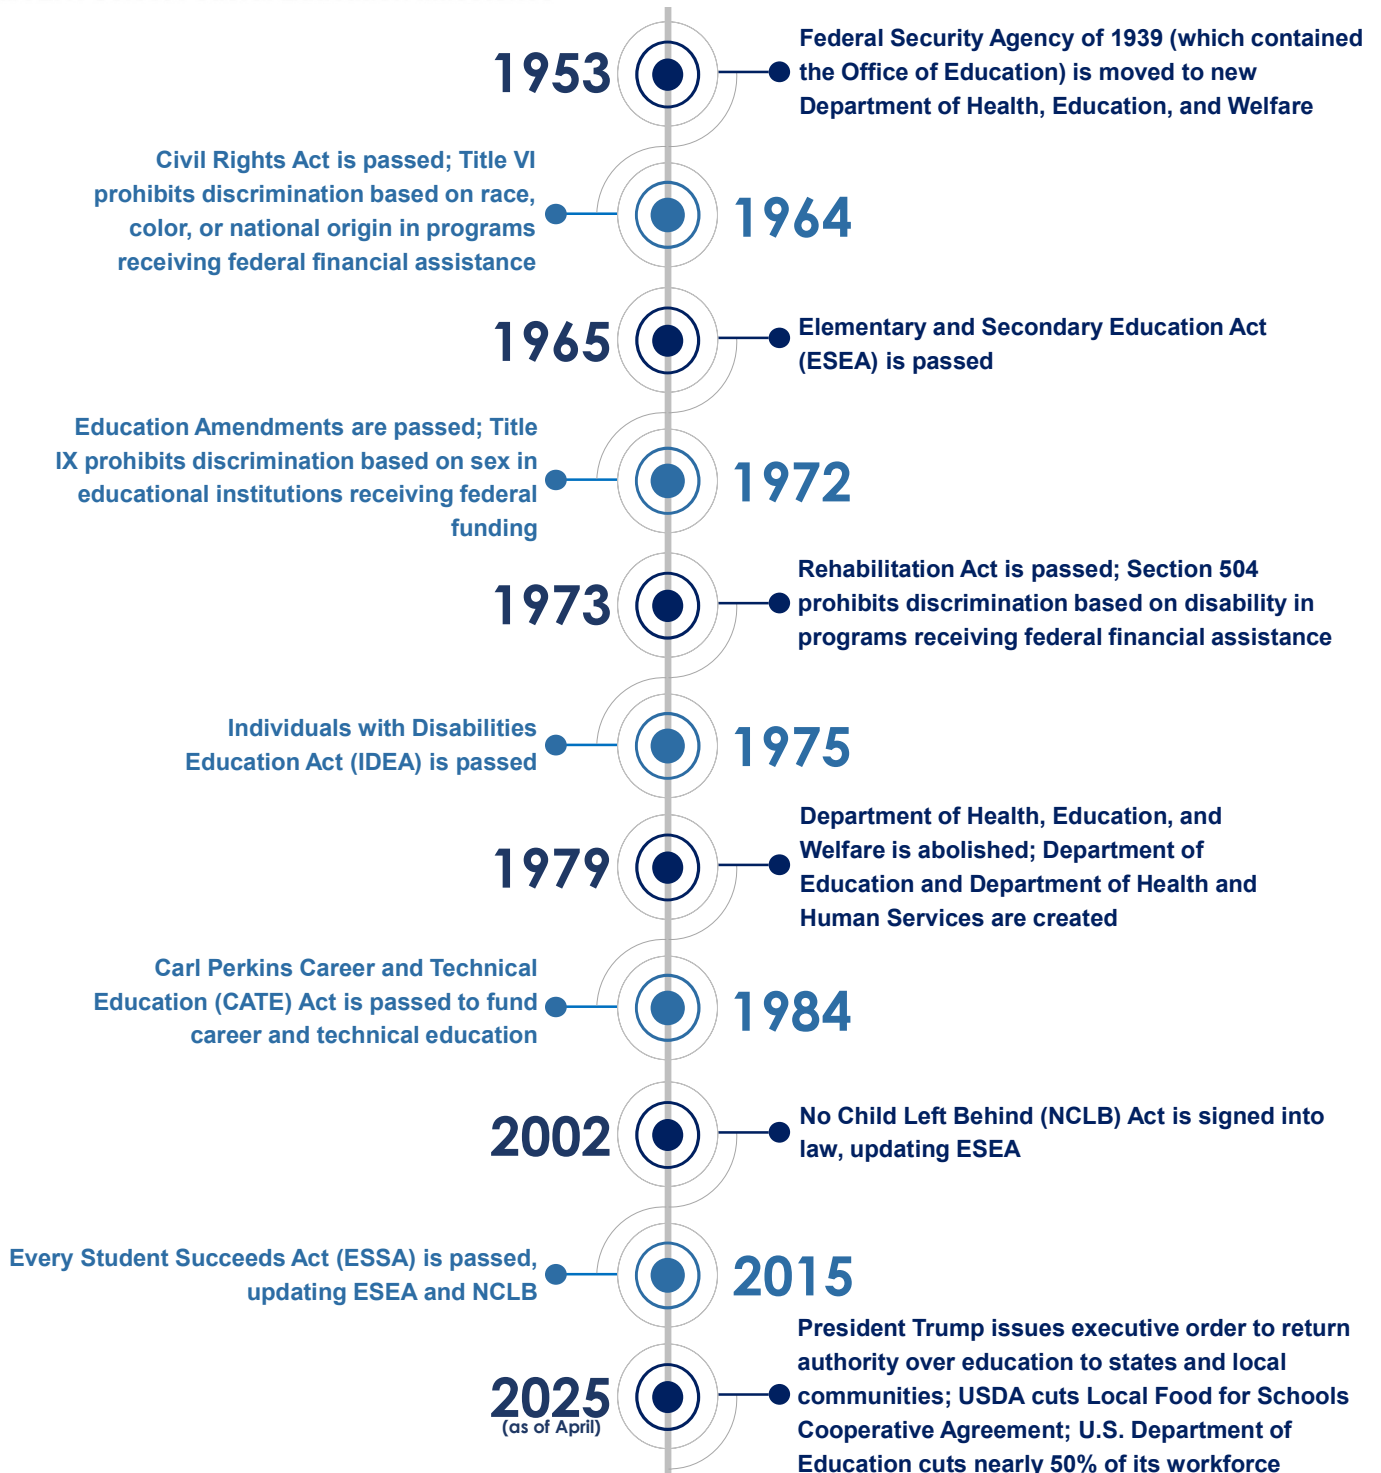 1953
Federal Security Agency of 1939 (which contained
the Office of Education) is moved to new
Department of Health, Education, and Welfare
Civil Rights Act is passed; Title VI
prohibits discrimination based on race,
color, or national origin in programs
receiving federal financial assistance
1964
1965
Elementary and Secondary Education Act
(ESEA) is passed
Education Amendments are passed; Title
IX prohibits discrimination based on sex in
educational institutions receiving federal
funding
1972
1973
Rehabilitation Act is passed; Section 504
prohibits discrimination based on disability in
programs receiving federal financial assistance
Individuals with Disabilities
Education Act (IDEA) is passed
1975
1979
Department of Health, Education, and
Welfare is abolished; Department of
Education and Department of Health and
Human Services are created
Carl Perkins Career and Technical
Education (CATE) Act is passed to fund
career and technical education
1984
2002
No Child Left Behind (NCLB) Act is signed into
law, updating ESEA
Every Student Succeeds Act (ESSA) is passed,
updating ESEA and NCLB
2015
2025
(as of April)
President Trump issues executive order to return
authority over education to states and local
communities; USDA cuts Local Food for Schools
Cooperative Agreement; U.S. Department of
Education cuts nearly 50% of its workforce